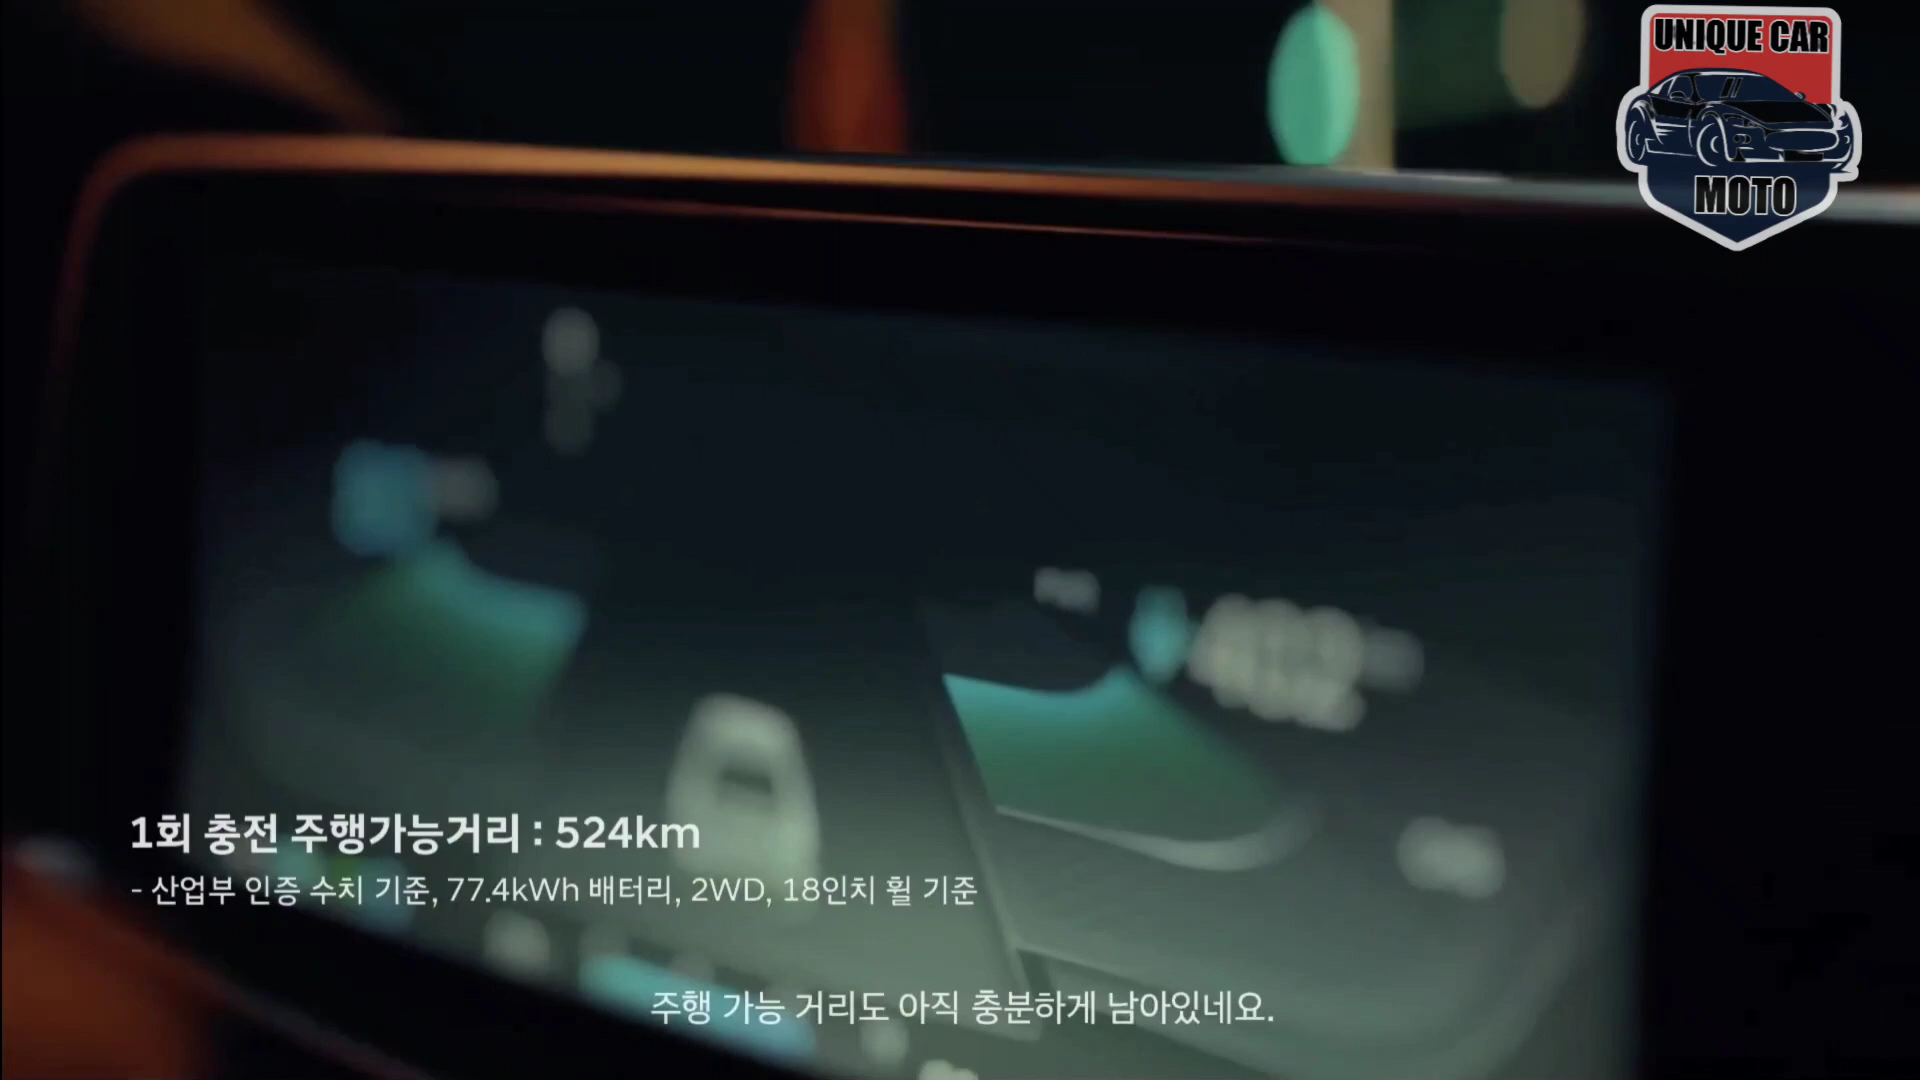 UNIQUE CAR
MOTO
1회 충전 주행가능거리 : 524km
- 산업부 인증 수치 기준, 77.4kWh 배터리, 2WD, 18인치 휠 기준
주행 가능 거리도 아직 충분하게 남아있네요.